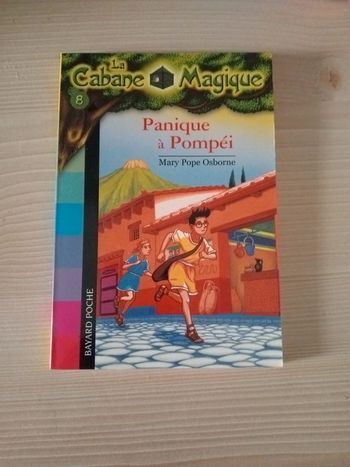 La
Cabane Magique
8
Panique
à Pompéi
Mary Pope Osborne
BAYARD POCHE